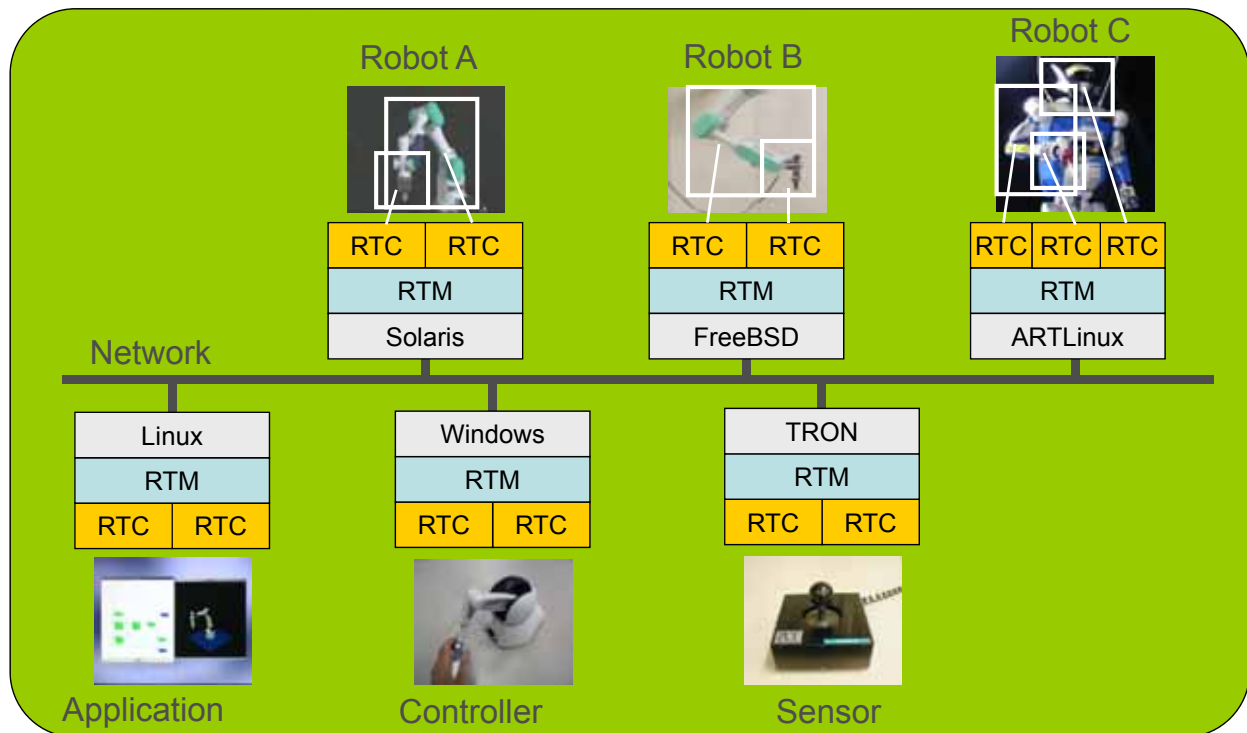 Robot A
Robot B
Robot C
RTC RTC
RTC RTC
RTC RTC RTC
RTM
RTM
RTM
Solaris
FreeBSD
ARTLinux
Network
Linux
Windows
TRON
RTM
RTM
RTM
RTC RTC
RTC RTC
RTC RTC
Application
Controller
Sensor